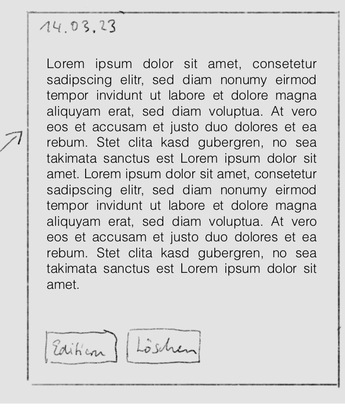 14.03.23
Lorem ipsum dolor sit amet, consetetur
sadipscing elitr, sed diam nonumy eirmod
tempor invidunt ut labore et dolore magna
aliquyam erat, sed diam voluptua. At vero
eos et accusam et justo duo dolores et ea
rebum. Stet clita kasd gubergren, no sea
takimata sanctus est Lorem ipsum dolor sit
amet. Lorem ipsum dolor sit amet, consetetur
sadipscing elitr, sed diam nonumy eirmod
tempor invidunt ut labore et dolore magna
aliquyam erat, sed diam voluptua. At vero
eos et accusam et justo duo dolores et ea
rebum. Stet clita kasd gubergren, no sea
takimata sanctus est Lorem ipsum dolor sit
amet.
Löschen